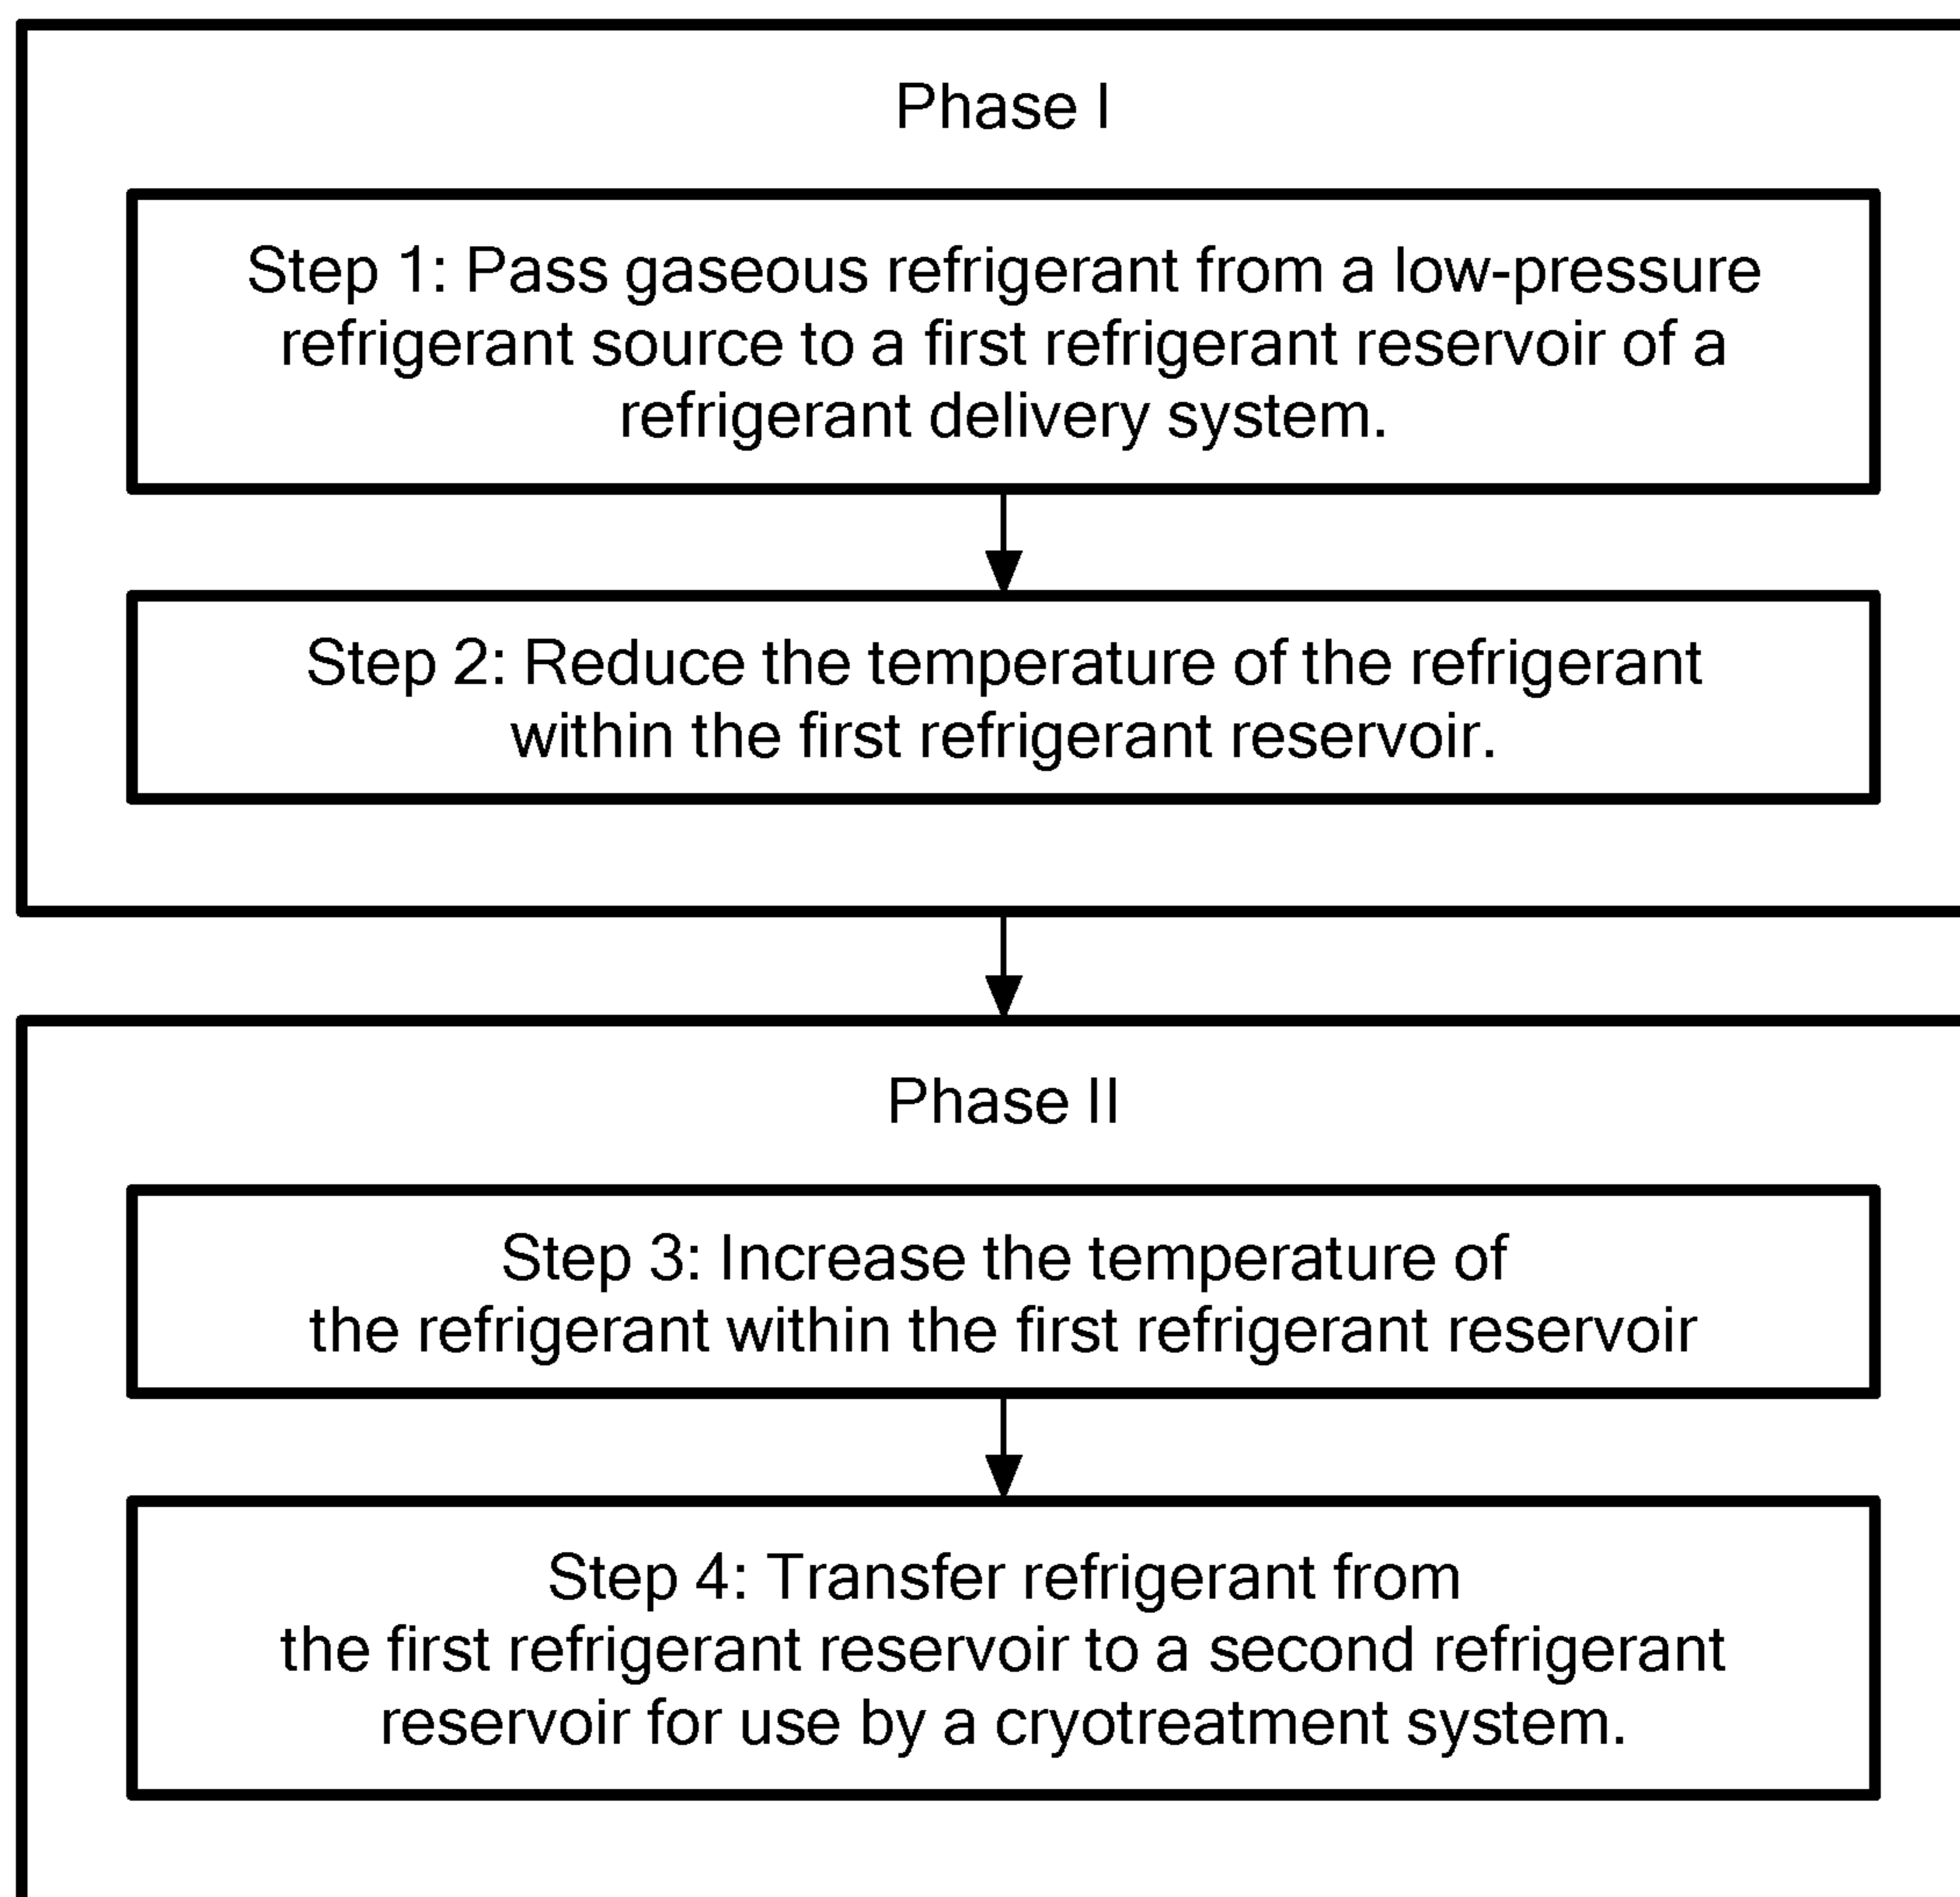 Phase I
Step 1: Pass gaseous refrigerant from a low-pressure
refrigerant source to a first refrigerant reservoir of a
refrigerant delivery system.
Step 2: Reduce the temperature of the refrigerant
within the first refrigerant reservoir.
Phase II
Step 3: Increase the temperature of
the refrigerant within the first refrigerant reservoir
Step 4: Transfer refrigerant from
the first refrigerant reservoir to a second refrigerant
reservoir for use by a cryotreatment system.